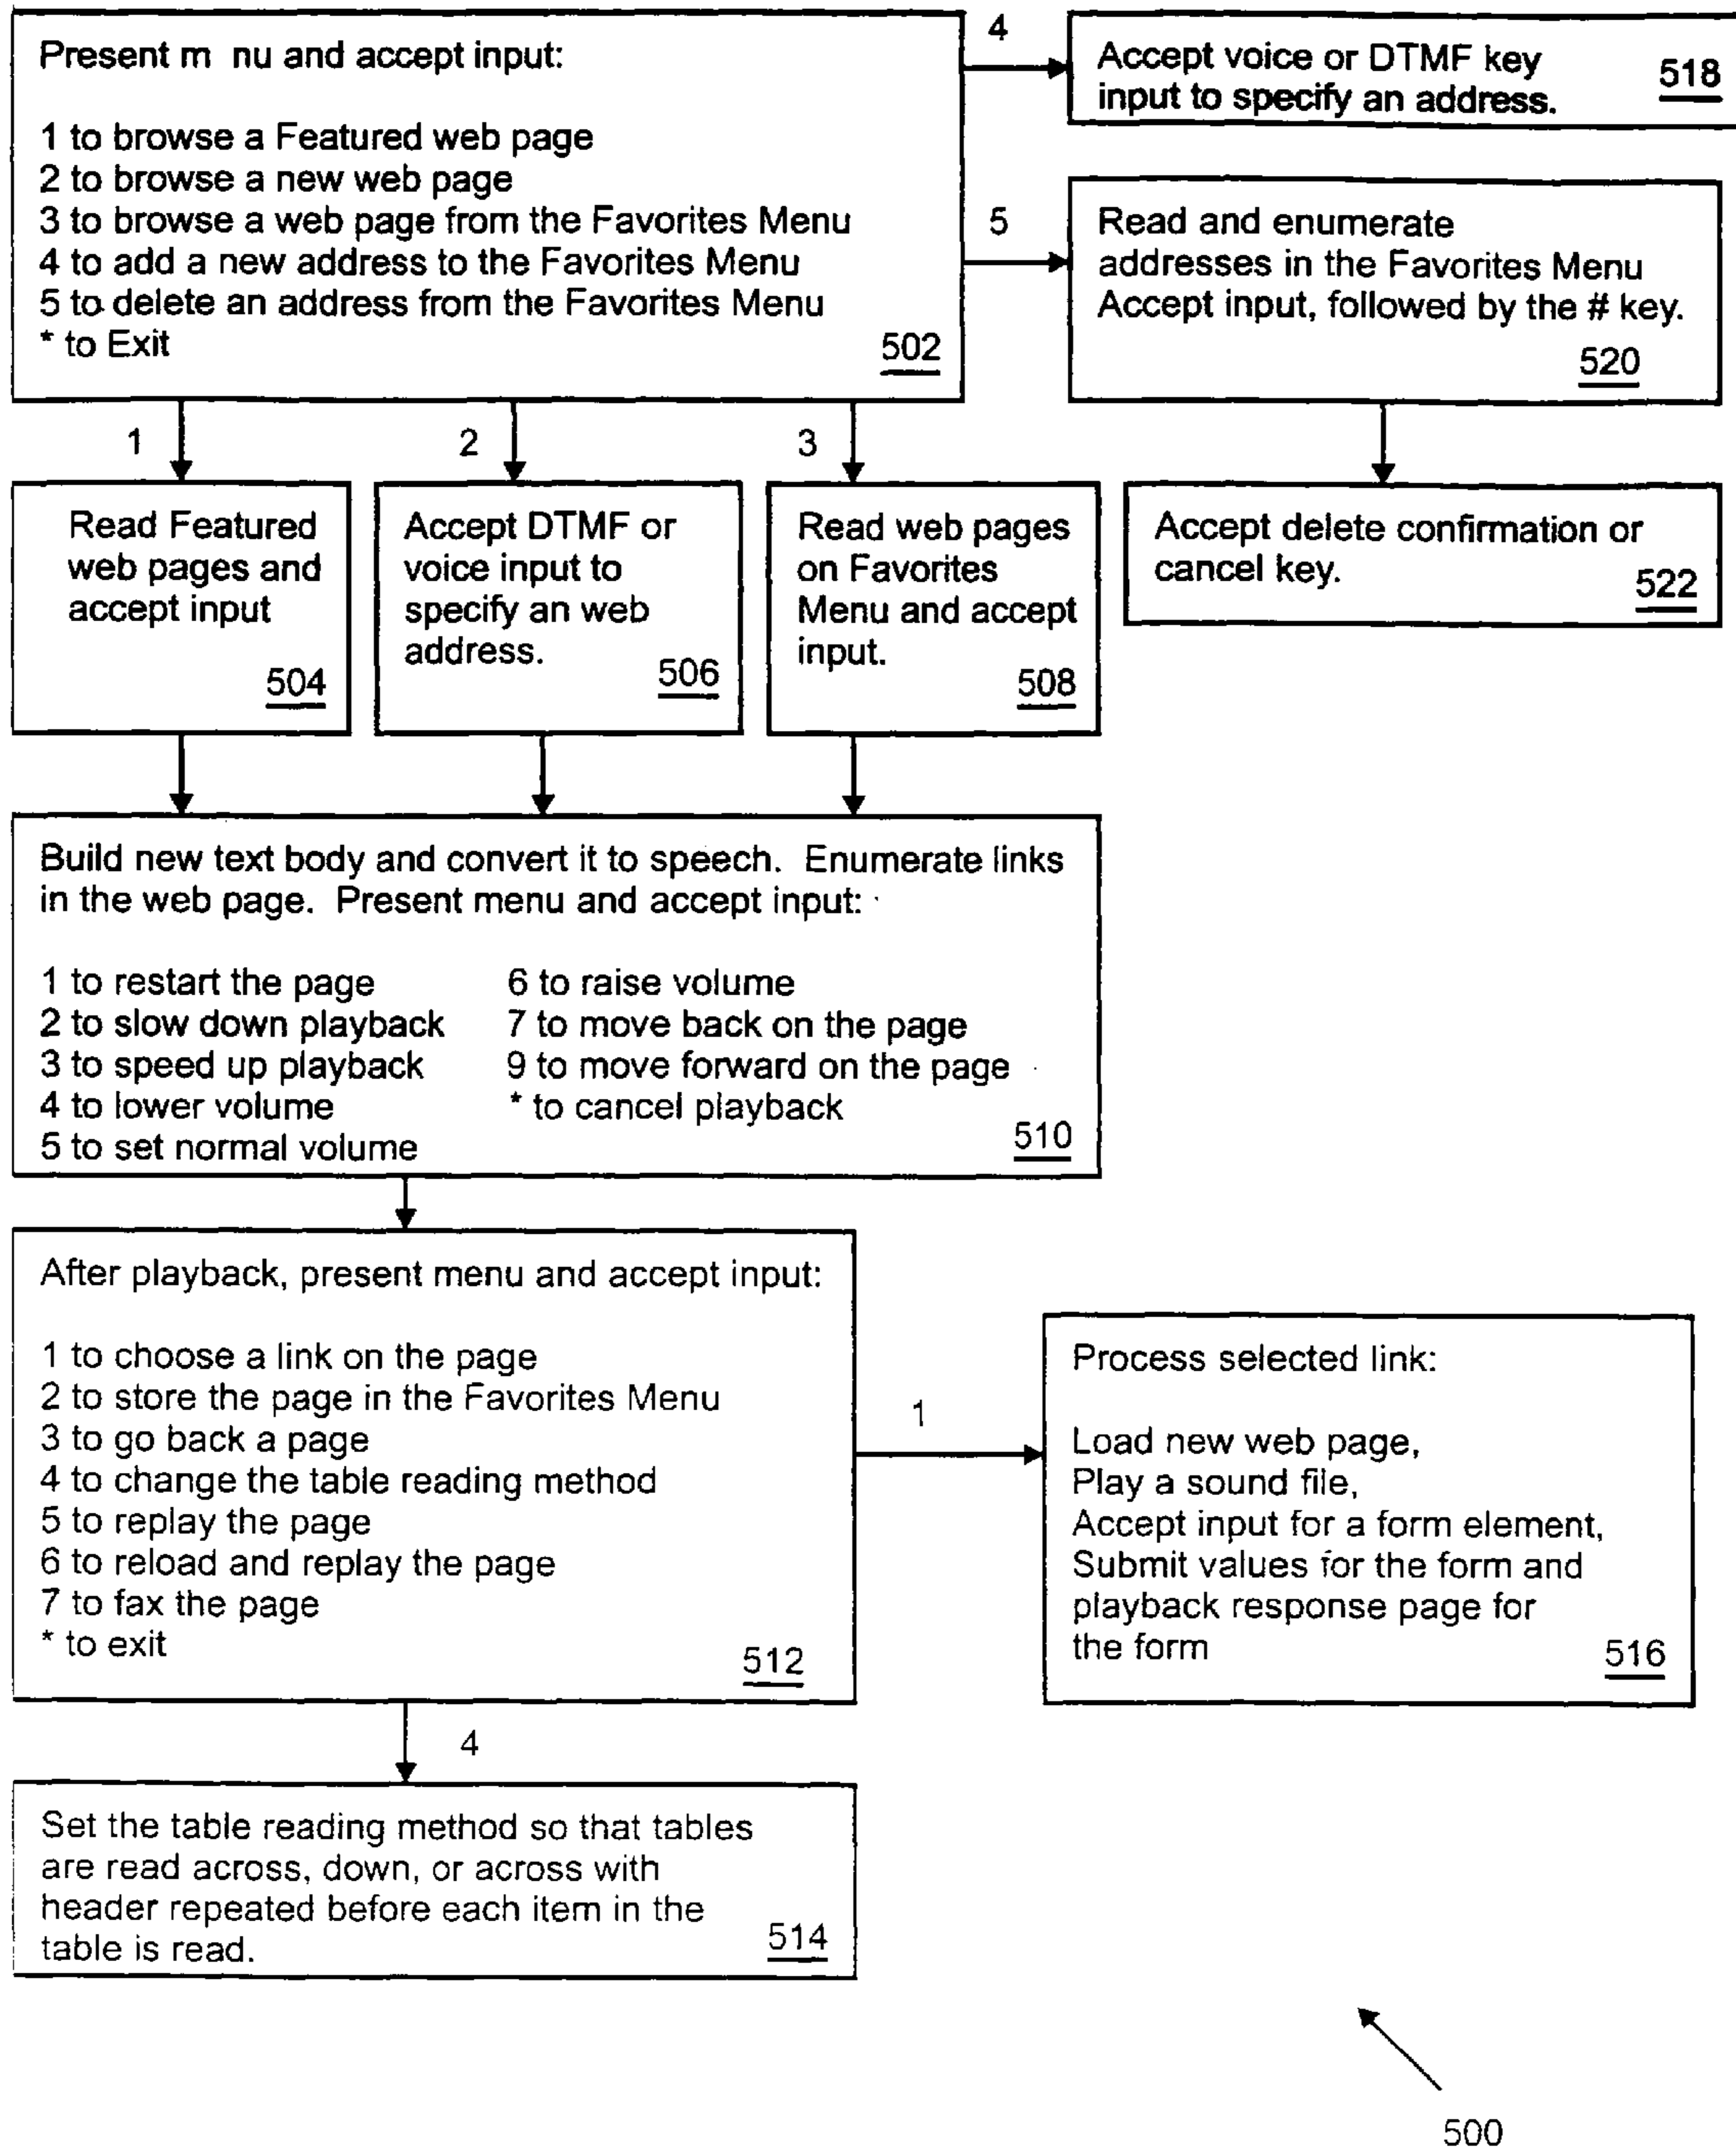 Present m nu and accept input:
1 to browse a Featured web page
2 to browse a new web page
3 to browse a web page from the Favorites Menu
4 to add a new address to the Favorites Menu
5 to delete an address from the Favorites Menu
* to Exit
502
4
Accept voice or DTMF key
input to specify an address.
518
5
Read and enumerate
addresses in the Favorites Menu
Accept input, followed by the # key.
520
Accept delete confirmation or
cancel key.
522
1
2
3
Read Featured
web pages and
accept input
504
Accept DTMF or
voice input to
specify an web
address.
506
Read web pages
on Favorites
Menu and accept
input.
508
Build new text body and convert it to speech. Enumerate links
in the web page. Present menu and accept input:
1 to restart the page
2 to slow down playback
3 to speed up playback
4 to lower volume
5 to set normal volume
6 to raise volume
7 to move back on the page
9 to move forward on the page
* to cancel playback
510
After playback, present menu and accept input:
1 to choose a link on the page
2 to store the page in the Favorites Menu
3 to go back a page
4 to change the table reading method
5 to replay the page
6 to reload and replay the page
7 to fax the page
* to exit
512
1
Process selected link:
Load new web page,
Play a sound file,
Accept input for a form element,
Submit values for the form and
playback response page for
the form
516
4
Set the table reading method so that tables
are read across, down, or across with
header repeated before each item in the
table is read.
514
500